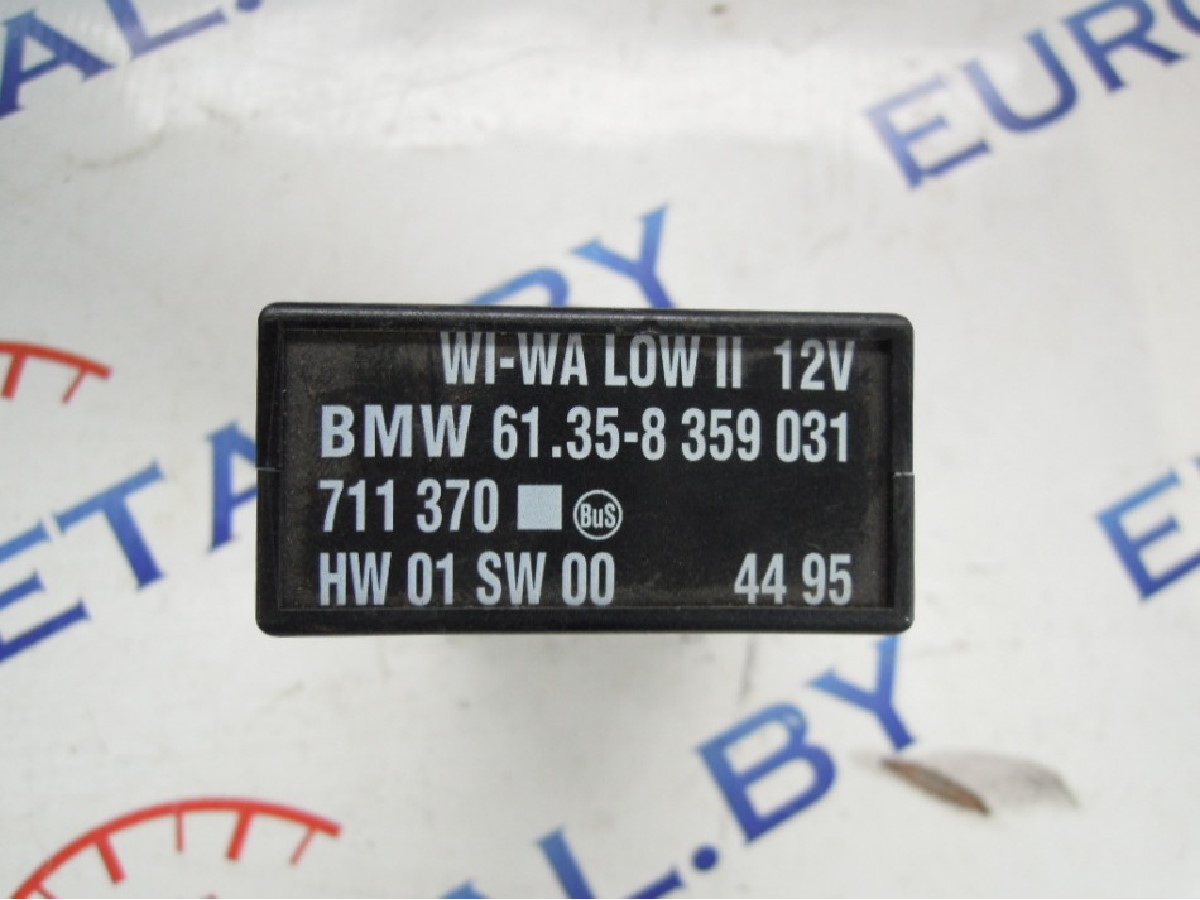 WI-WA LOW II 12V
BMW 61.35-8 359 031
711 370 BuS
HW 01 SW 00 44 95